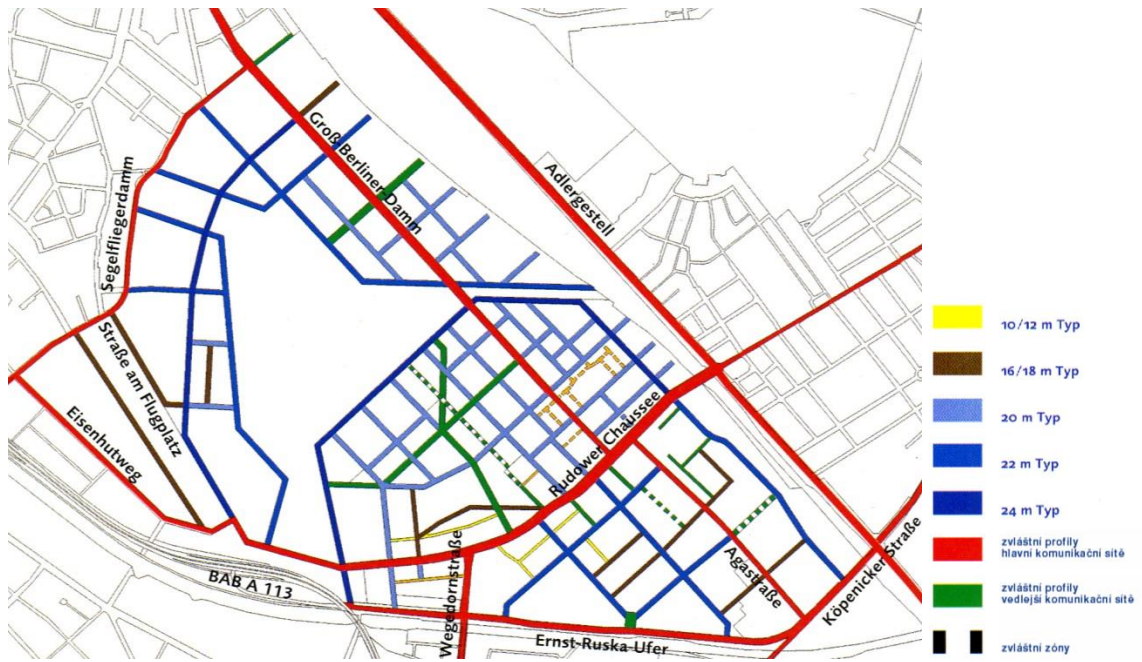 Groß Berliner Damm
Adlergestell
Segelfliegerdamm
Straße am Flugplatz
Eisenhutweg
BAB A 113
Wegedornstraße
Rudower Chaussee
Agastraße
Köpenicker Straße
Ernst-Ruska-Ufer
10/12 m Typ
16/18 m Typ
20 m Typ
22 m Typ
24 m Typ
zvláštní profily
hlavní komunikační sítě
zvláštní profily
vedlejší komunikační sítě
zvláštní zóny